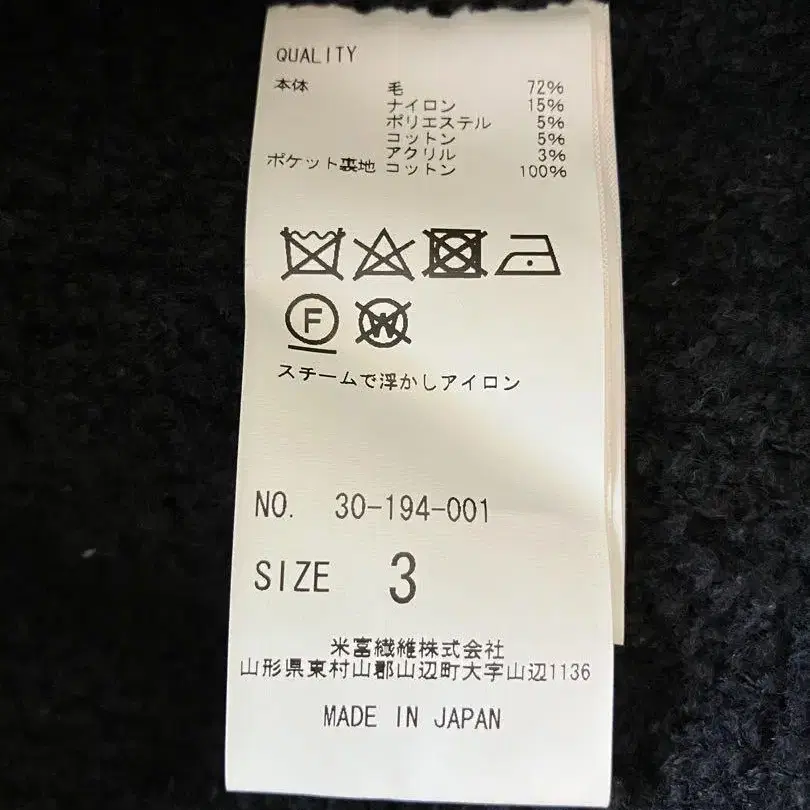 QUALITY
本体 毛 72%
ナイロン 15%
ポリエステル 5%
コットン 5%
アクリル 3%
ポケット裏地 コットン 100%
F W
スチームで浮かしアイロン
NO. 30-194-001
SIZE 3
米富繊維株式会社
山形県東村山郡山辺町大字山辺1136
MADE IN JAPAN